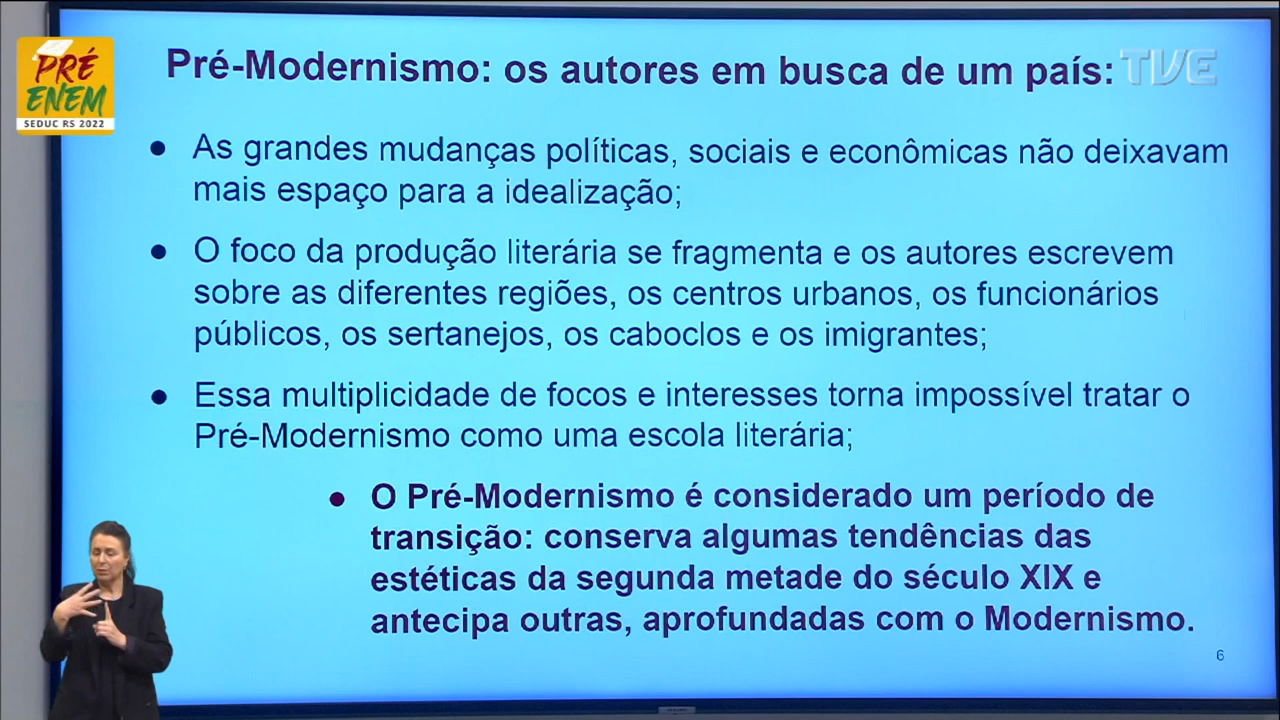 PRÉ
ENEM
SEDUC RS 2022
Pré-Modernismo: os autores em busca de um país:
TVE
● As grandes mudanças políticas, sociais e econômicas não deixavam
mais espaço para a idealização;
● O foco da produção literária se fragmenta e os autores escrevem
sobre as diferentes regiões, os centros urbanos, os funcionários
públicos, os sertanejos, os caboclos e os imigrantes;
● Essa multiplicidade de focos e interesses torna impossível tratar o
Pré-Modernismo como uma escola literária;
● O Pré-Modernismo é considerado um período de
transição: conserva algumas tendências das
estéticas da segunda metade do século XIX e
antecipa outras, aprofundadas com o Modernismo.
6